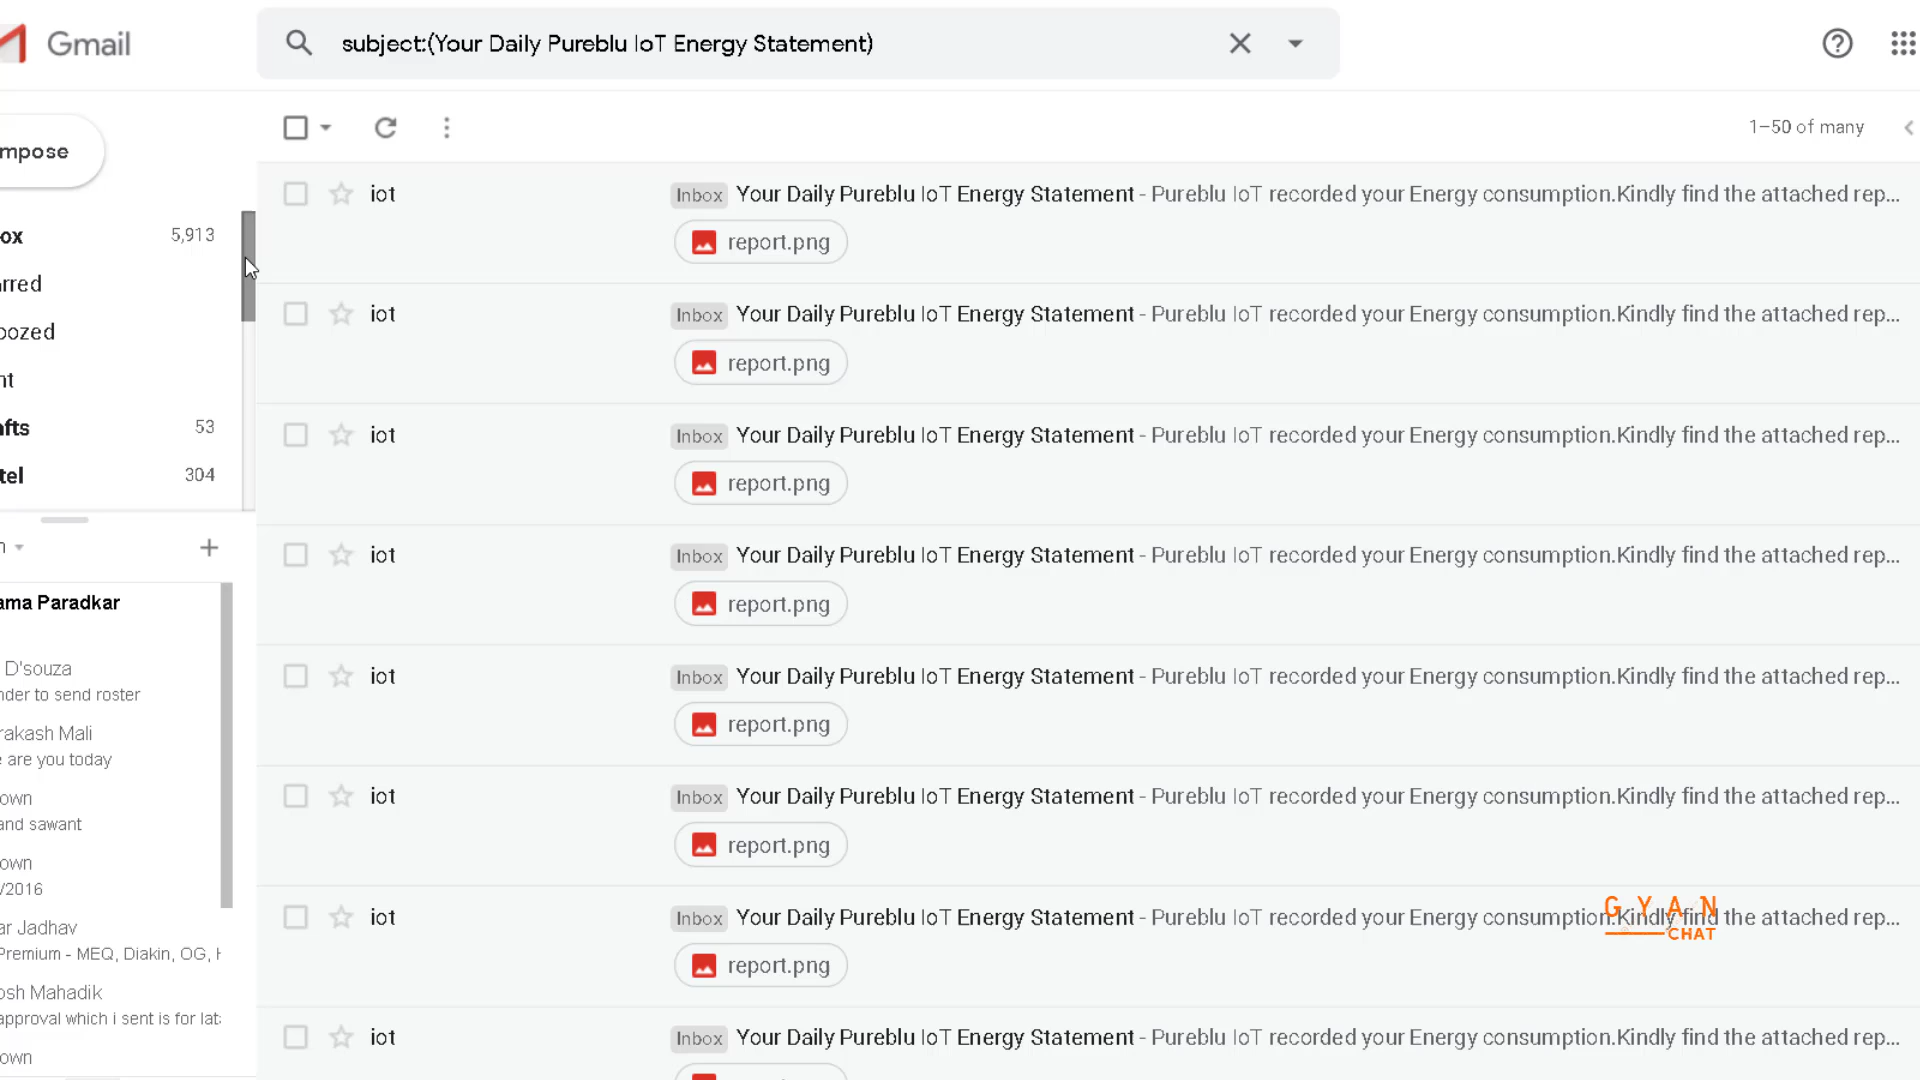 Gmail
subject:(Your Daily Pureblu IoT Energy Statement)
mpose
1–50 of many
ox 5,913
arred
oozed
nt
afts 53
tel 304
ama Paradkar
D'souza
nder to send roster
rakash Mali
e are you today
own
and sawant
own
/2016
ar Jadhav
Premium - MEQ, Diakin, OG, H
osh Mahadik
approval which i sent is for lat
own
iot Inbox Your Daily Pureblu IoT Energy Statement - Pureblu IoT recorded your Energy consumption.Kindly find the attached rep...
report.png
iot Inbox Your Daily Pureblu IoT Energy Statement - Pureblu IoT recorded your Energy consumption.Kindly find the attached rep...
report.png
iot Inbox Your Daily Pureblu IoT Energy Statement - Pureblu IoT recorded your Energy consumption.Kindly find the attached rep...
report.png
iot Inbox Your Daily Pureblu IoT Energy Statement - Pureblu IoT recorded your Energy consumption.Kindly find the attached rep...
report.png
iot Inbox Your Daily Pureblu IoT Energy Statement - Pureblu IoT recorded your Energy consumption.Kindly find the attached rep...
report.png
iot Inbox Your Daily Pureblu IoT Energy Statement - Pureblu IoT recorded your Energy consumption.Kindly find the attached rep...
report.png
iot Inbox Your Daily Pureblu IoT Energy Statement - Pureblu IoT recorded your Energy consumption.Kindly find the attached rep...
report.png
iot Inbox Your Daily Pureblu IoT Energy Statement - Pureblu IoT recorded your Energy consumption.Kindly find the attached rep...
GYAN
CHAT